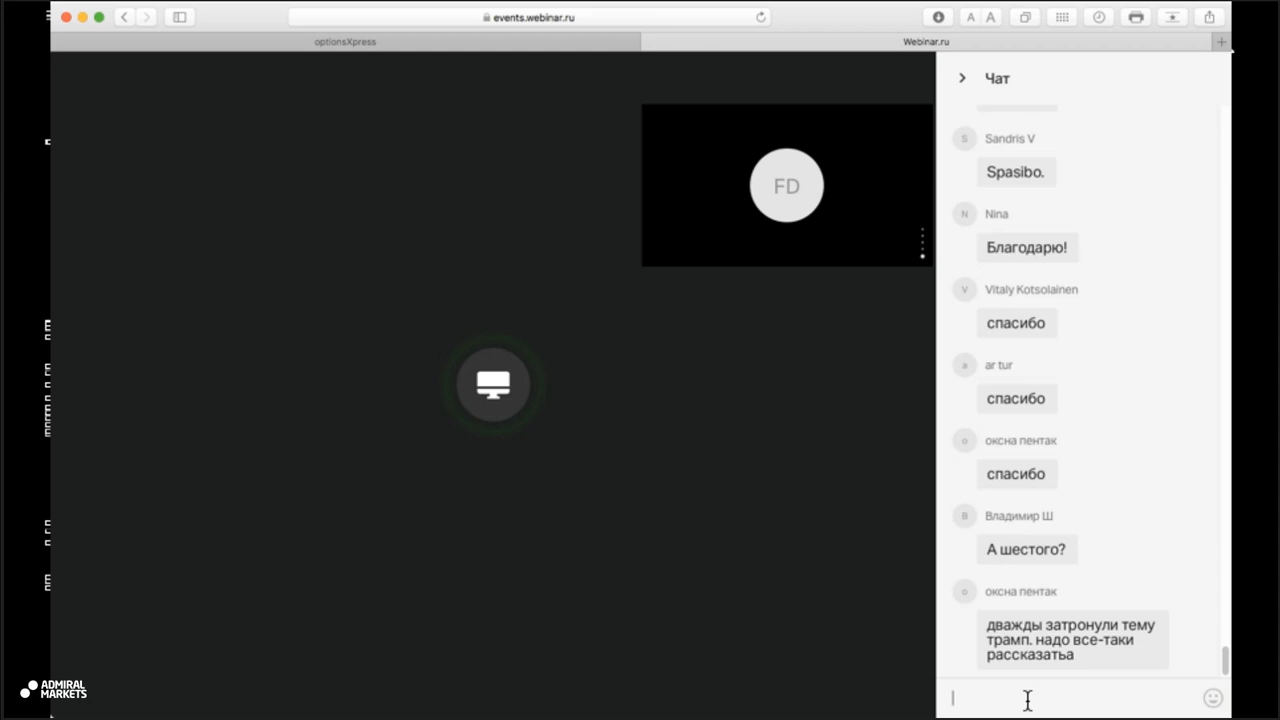 events.webinar.ru
A A
optionsXpress
Webinar.ru
+
Чат
FD
S Sandris V
Spasibo.
N Nina
Благодарю!
V Vitaly Kotsolainen
спасибо
a ar tur
спасибо
о оксна пентак
спасибо
В Владимир Ш
А шестого?
о оксна пентак
дважды затронули тему
трамп. надо все-таки
рассказатьа
ADMIRAL
MARKETS